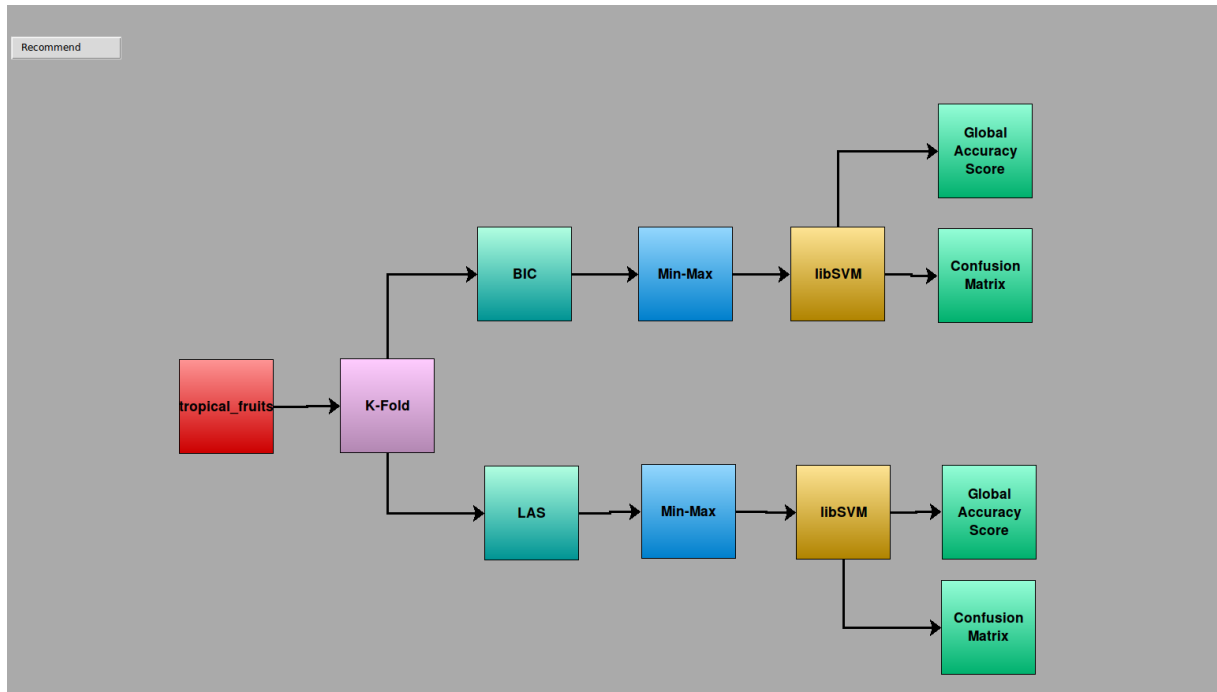 Recommend
Global
Accuracy
Score
BIC
Min-Max
libSVM
Confusion
Matrix
tropical_fruits
K-Fold
LAS
Min-Max
libSVM
Global
Accuracy
Score
Confusion
Matrix